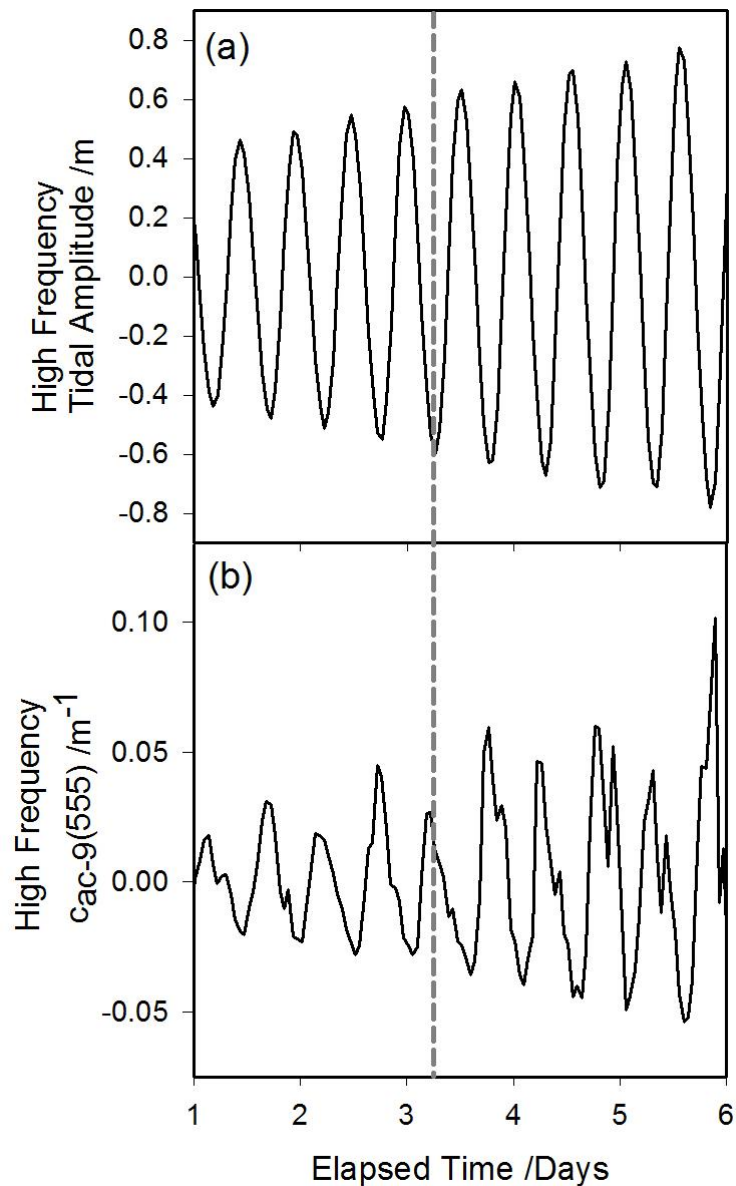 (a)
High Frequency
Tidal Amplitude /m
0.8
0.6
0.4
0.2
0.0
-0.2
-0.4
-0.6
-0.8
(b)
High Frequency
cac-9(555) /m-1
0.10
0.05
0.00
-0.05
1 2 3 4 5 6
Elapsed Time /Days